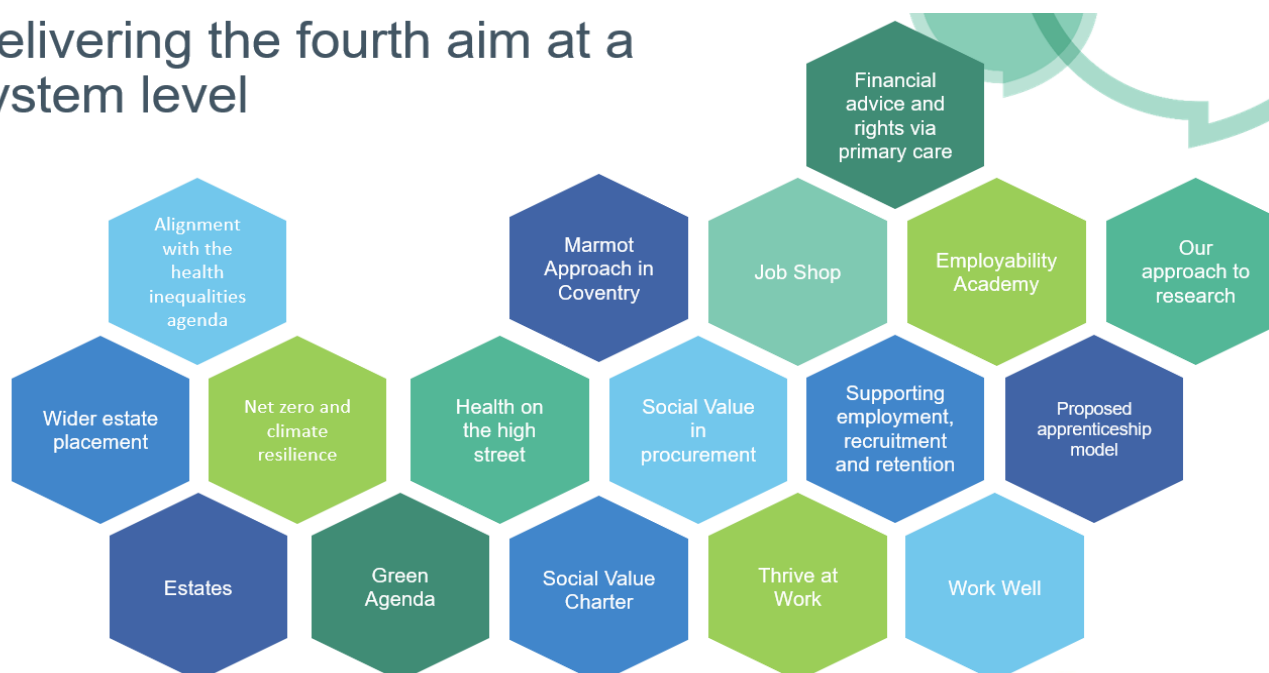 elivering the fourth aim at a
ystem level
Financial
advice and
rights via
primary care
Alignment
with the
health
inequalities
agenda
Marmot
Approach in
Coventry
Job Shop
Employability
Academy
Our
approach to
research
Wider estate
placement
Net zero and
climate
resilience
Health on
the high
street
Social Value
in
procurement
Supporting
employment,
recruitment
and retention
Proposed
apprenticeship
model
Estates
Green
Agenda
Social Value
Charter
Thrive at
Work
Work Well